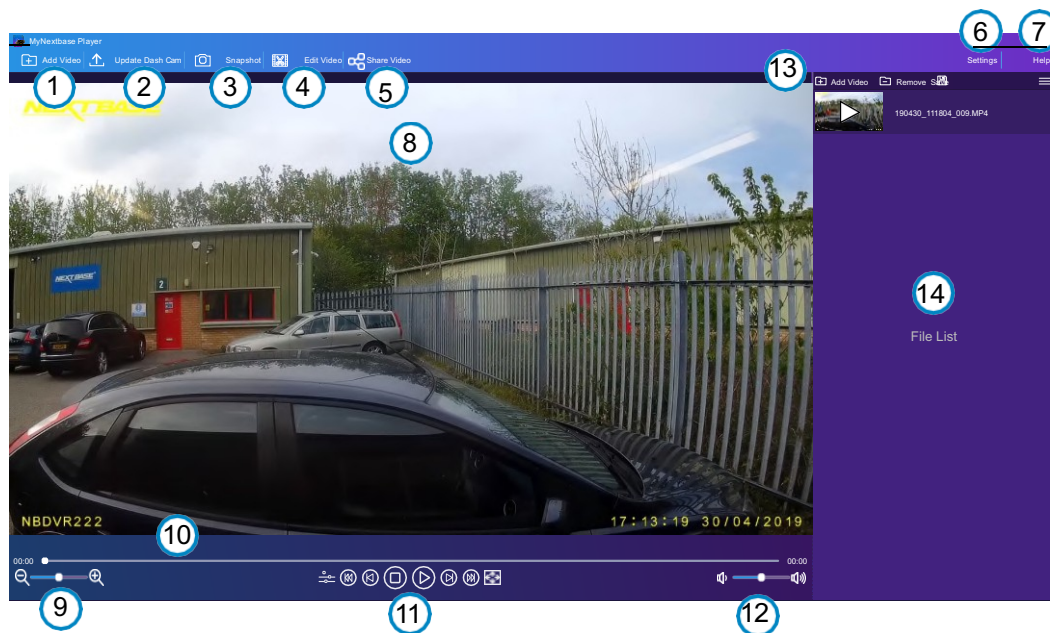 6 7
MyNextbase Player
Add Video Update Dash Cam Snapshot Edit Video Share Video Settings Help
13
1 2 3 4 5
Add Video Remove
NEXTBASE
190430_111804_009.MP4
8
NEXTBASE
2
14
File List
NBDVR222 17:13:19 30/04/2019
10
00:00 00:00
9 11 12